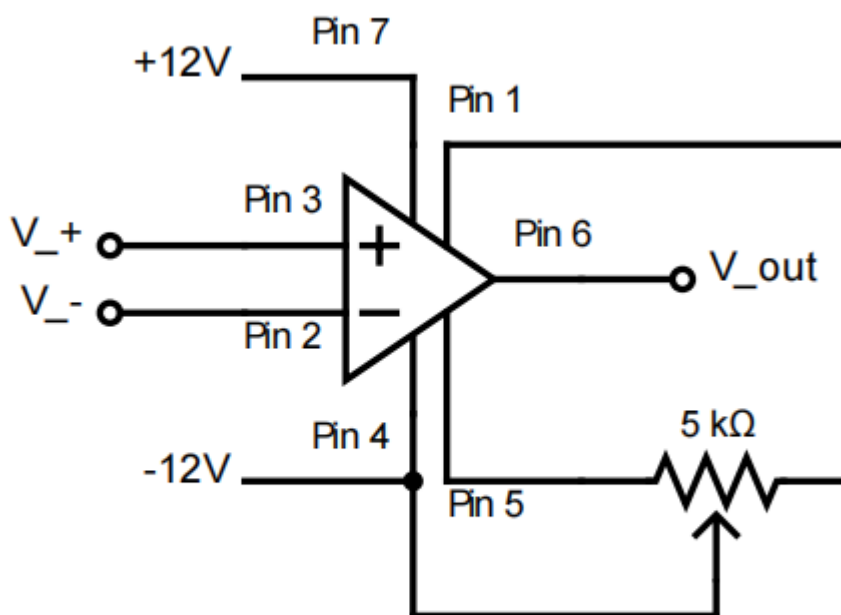 Pin 7
+12V
Pin 1
Pin 3
V_+
+
Pin 6
V_out
V_-
−
Pin 2
Pin 4
5 kΩ
-12V
Pin 5